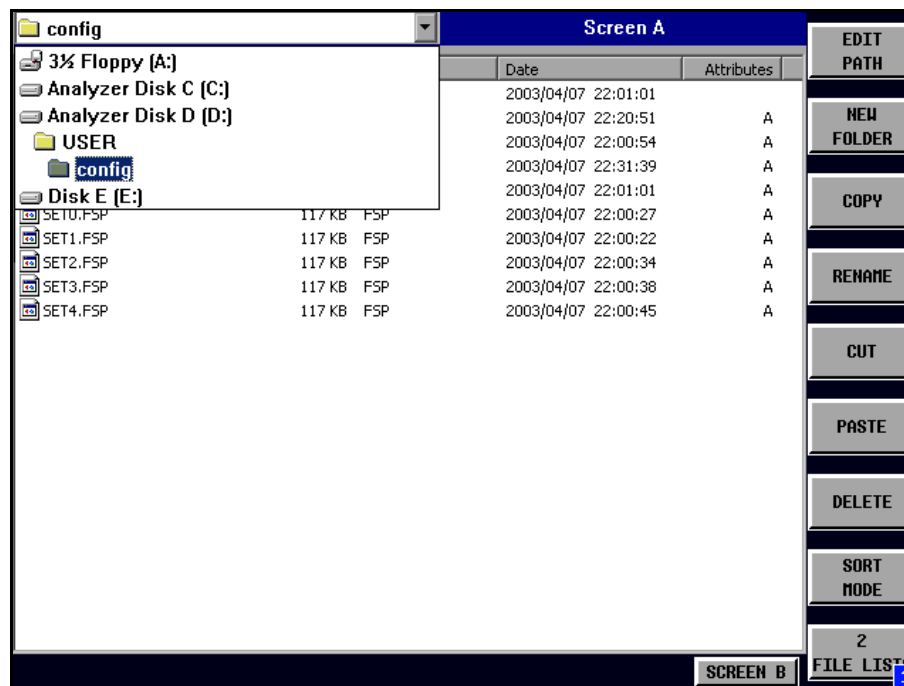 config
Screen A
3½ Floppy (A:)
Analyzer Disk C (C:)
Analyzer Disk D (D:)
USER
config
Disk E (E:)
Date Attributes
2003/04/07 22:01:01
2003/04/07 22:20:51 A
2003/04/07 22:00:54 A
2003/04/07 22:31:39 A
2003/04/07 22:01:01 A
SET0.FSP 117 KB FSP 2003/04/07 22:00:27 A
SET1.FSP 117 KB FSP 2003/04/07 22:00:22 A
SET2.FSP 117 KB FSP 2003/04/07 22:00:34 A
SET3.FSP 117 KB FSP 2003/04/07 22:00:38 A
SET4.FSP 117 KB FSP 2003/04/07 22:00:45 A
EDIT
PATH
NEW
FOLDER
COPY
RENAME
CUT
PASTE
DELETE
SORT
MODE
2
FILE LISTS
SCREEN B